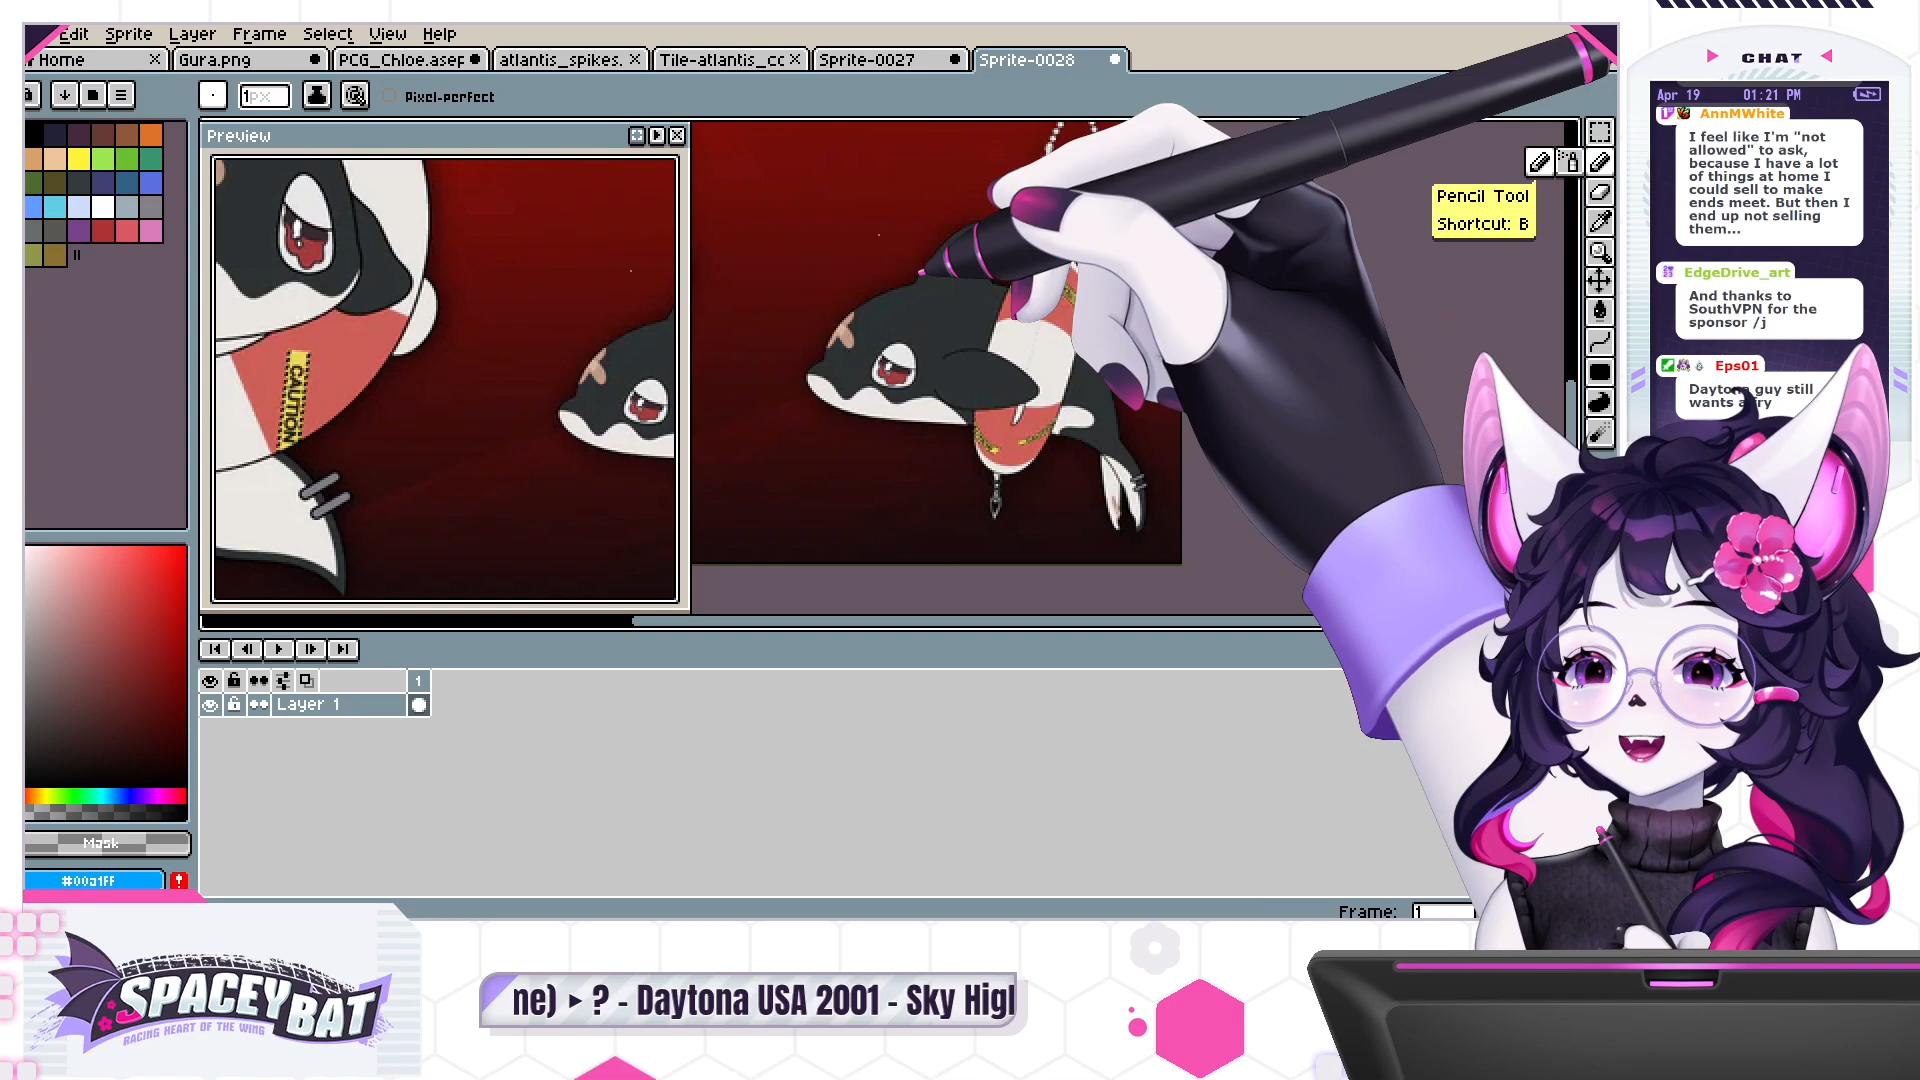 Edit Sprite Layer Frame Select View Help
Home Gura.png PCG_Chloe.asep atlantis_spikes. Tile-atlantis_cc Sprite-0027 Sprite-0028
1px Pixel-perfect
Preview
CAUTION
Pencil Tool
Shortcut: B
1
Layer 1
Mask
#00a1FF
Frame: 1
CHAT
Apr 19 01:21 PM
AnnMWhite
I feel like I'm "not
allowed" to ask,
because I have a lot
of things at home I
could sell to make
ends meet. But then I
end up not selling
them...
EdgeDrive_art
And thanks to
SouthVPN for the
sponsor /j
Eps01
Daytona guy still
wants a try
SPACEYBAT
RACING HEART OF THE WING
ne) ▸ ? - Daytona USA 2001 - Sky Higl